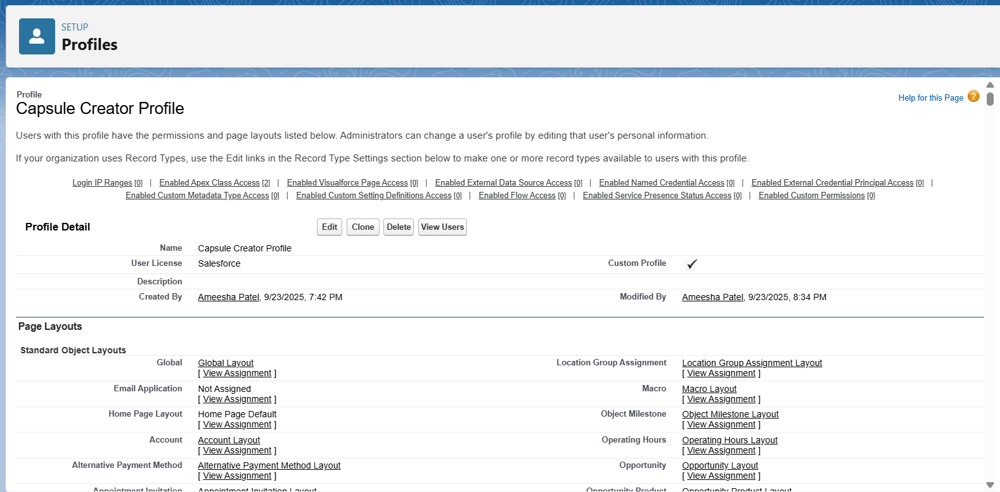 SETUP
Profiles
Profile
Capsule Creator Profile
Help for this Page ?
Users with this profile have the permissions and page layouts listed below. Administrators can change a user's profile by editing that user's personal information.
If your organization uses Record Types, use the Edit links in the Record Type Settings section below to make one or more record types available to users with this profile.
Login IP Ranges [0] | Enabled Apex Class Access [2] | Enabled Visualforce Page Access [0] | Enabled External Data Source Access [0] | Enabled Named Credential Access [0] | Enabled External Credential Principal Access [0] |
Enabled Custom Metadata Type Access [0] | Enabled Custom Setting Definitions Access [0] | Enabled Flow Access [0] | Enabled Service Presence Status Access [0] | Enabled Custom Permissions [0]
Profile Detail Edit Clone Delete View Users
Name Capsule Creator Profile
User License Salesforce Custom Profile
Description
Created By Ameesha Patel, 9/23/2025, 7:42 PM Modified By Ameesha Patel, 9/23/2025, 8:34 PM
Page Layouts
Standard Object Layouts
Global Global Layout Location Group Assignment Location Group Assignment Layout
[ View Assignment ] [ View Assignment ]
Email Application Not Assigned Macro Macro Layout
[ View Assignment ] [ View Assignment ]
Home Page Layout Home Page Default Object Milestone Object Milestone Layout
[ View Assignment ] [ View Assignment ]
Account Account Layout Operating Hours Operating Hours Layout
[ View Assignment ] [ View Assignment ]
Alternative Payment Method Alternative Payment Method Layout Opportunity Opportunity Layout
[ View Assignment ] [ View Assignment ]
Appointment Invitation Appointment Invitation Layout Opportunity Product Opportunity Product Layout